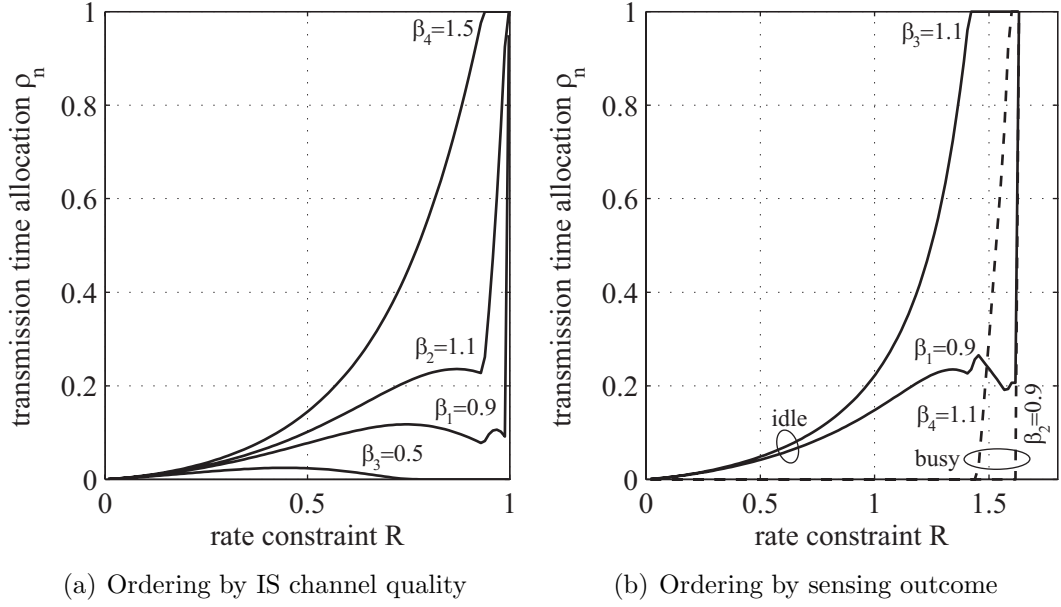 transmission time allocation ρn
1
0.8
0.6
0.4
0.2
0
0
0.5
1
β4=1.5
β2=1.1
β1=0.9
β3=0.5
rate constraint R
(a) Ordering by IS channel quality
transmission time allocation ρn
1
0.8
0.6
0.4
0.2
0
0
0.5
1
1.5
β3=1.1
β1=0.9
idle
β4=1.1
busy
β2=0.9
rate constraint R
(b) Ordering by sensing outcome